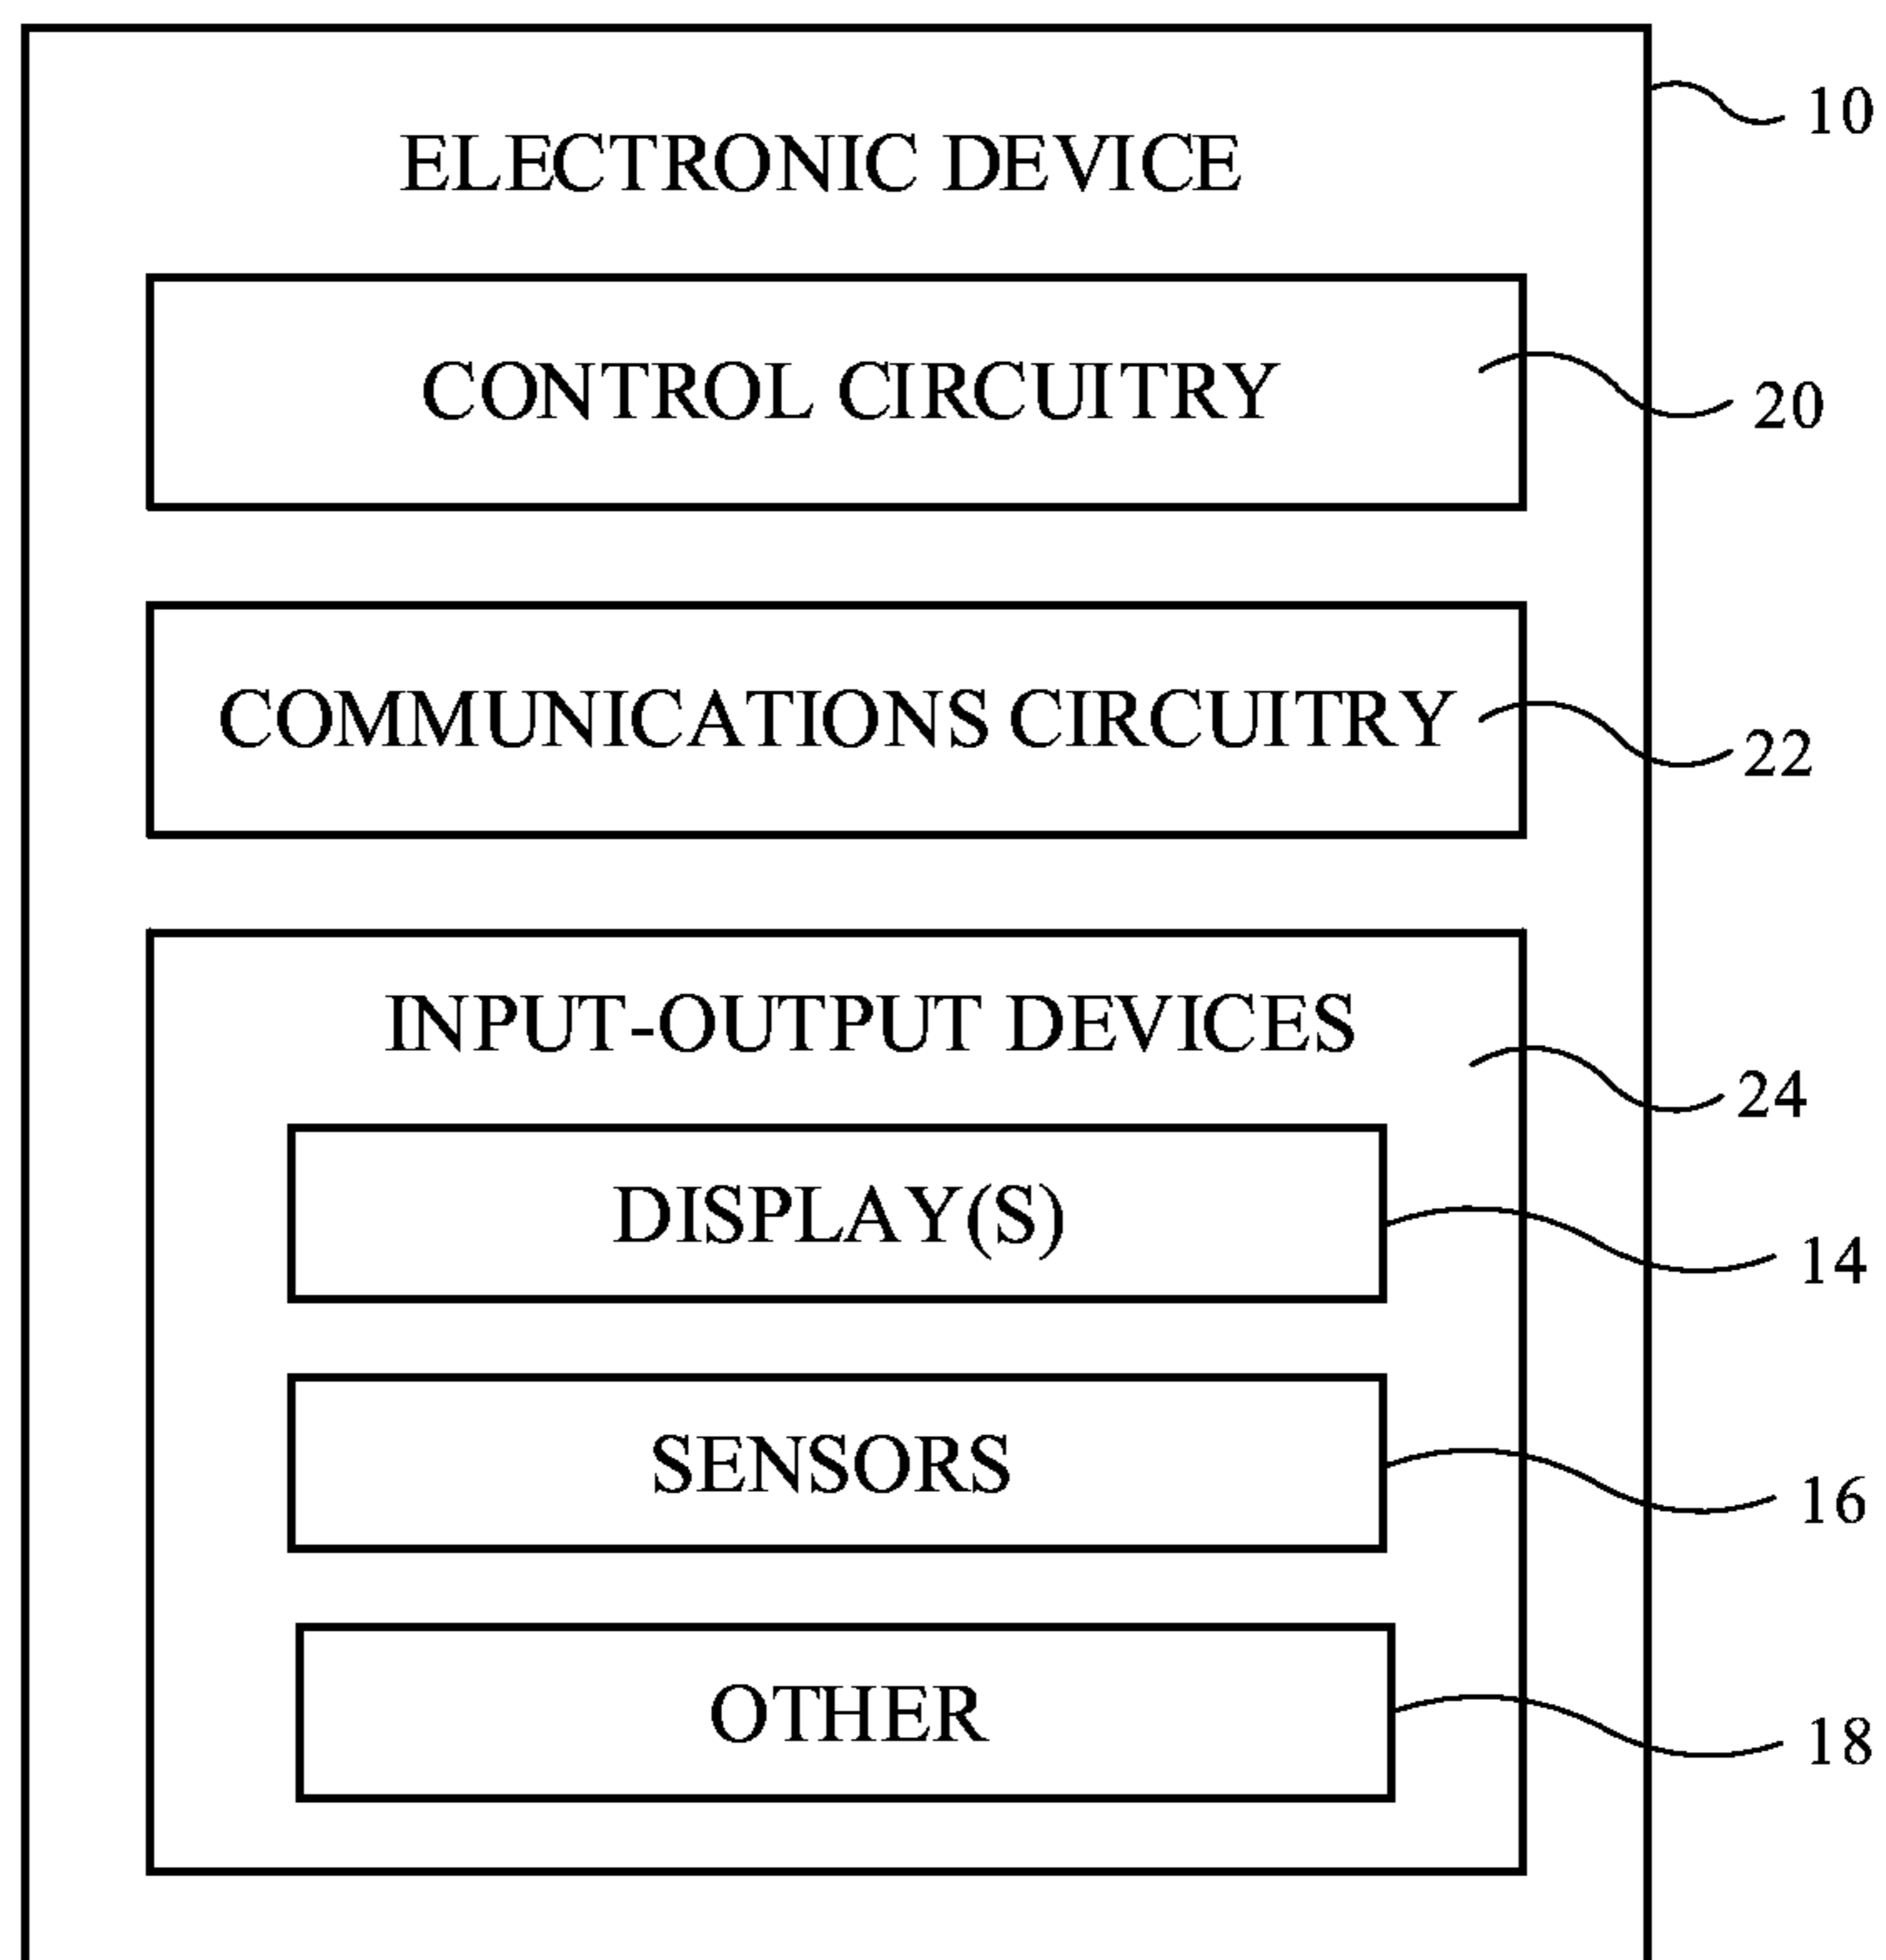 10
ELECTRONIC DEVICE
CONTROL CIRCUITRY
20
COMMUNICATIONS CIRCUITRY
22
INPUT-OUTPUT DEVICES
24
DISPLAY(S)
14
SENSORS
16
OTHER
18